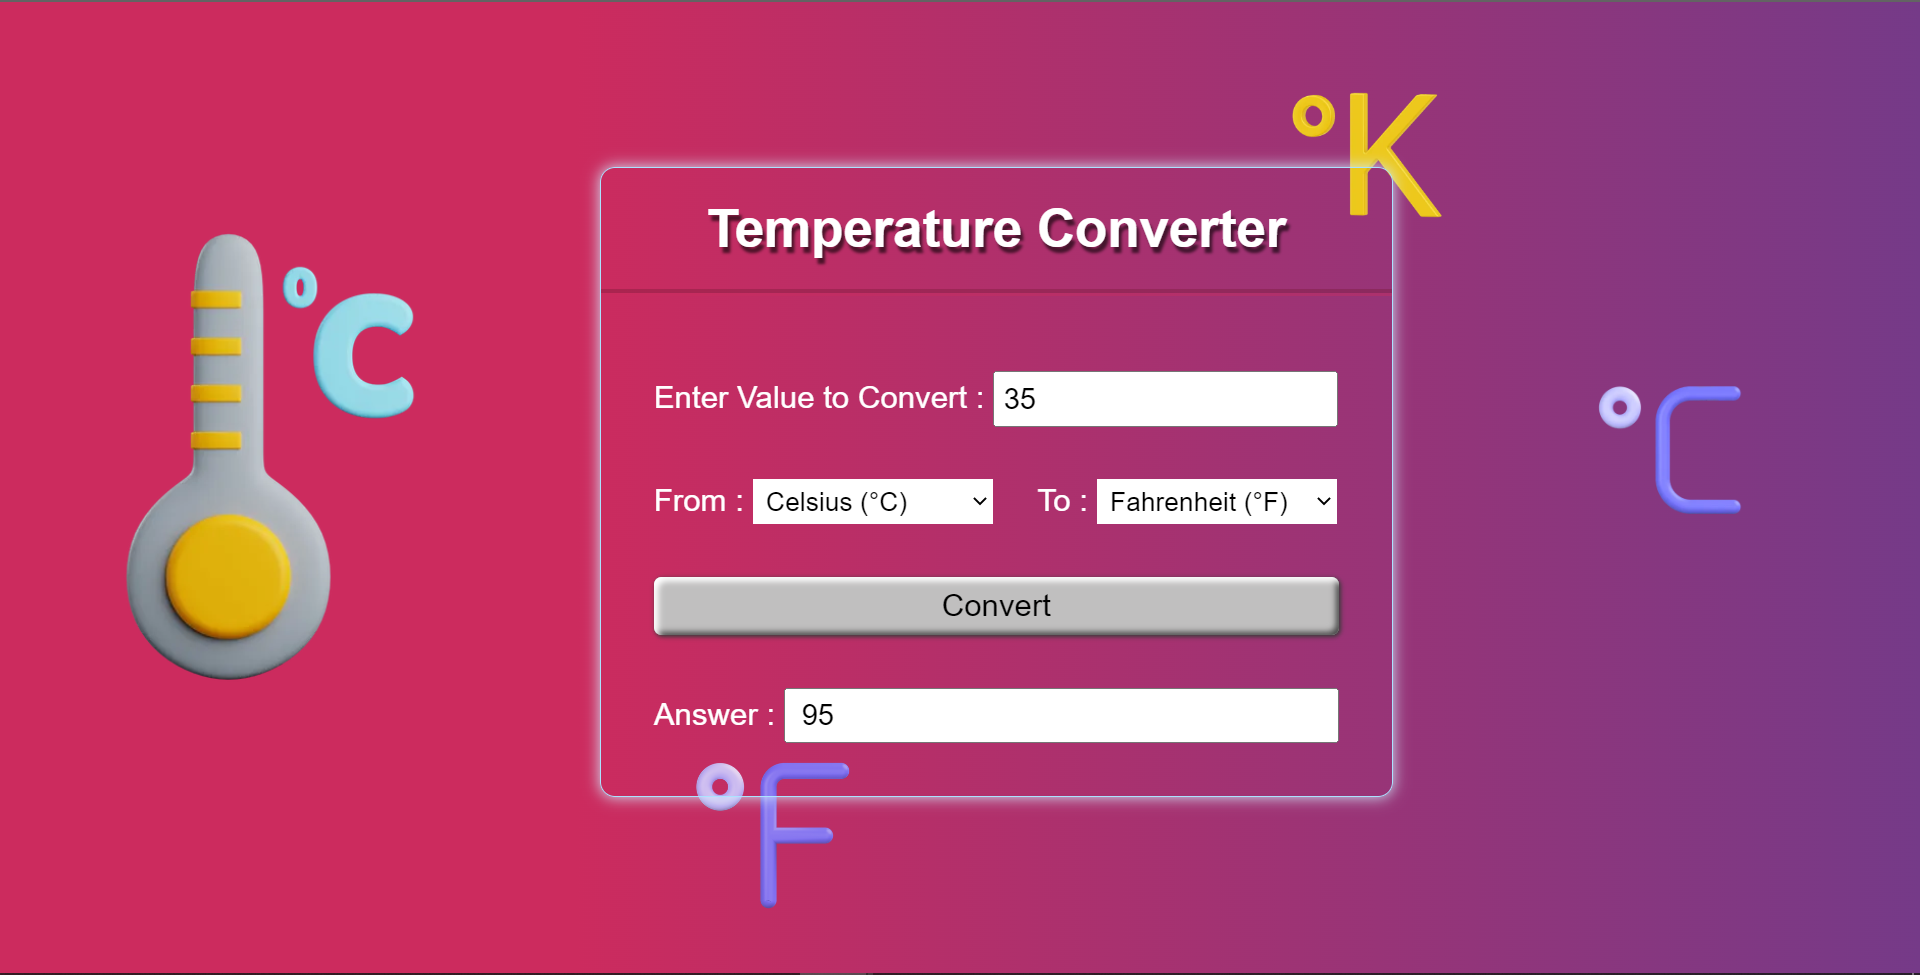 °K
Temperature Converter
°C
Enter Value to Convert : 35
°C
From : Celsius (°C) To : Fahrenheit (°F)
Convert
Answer : 95
°F